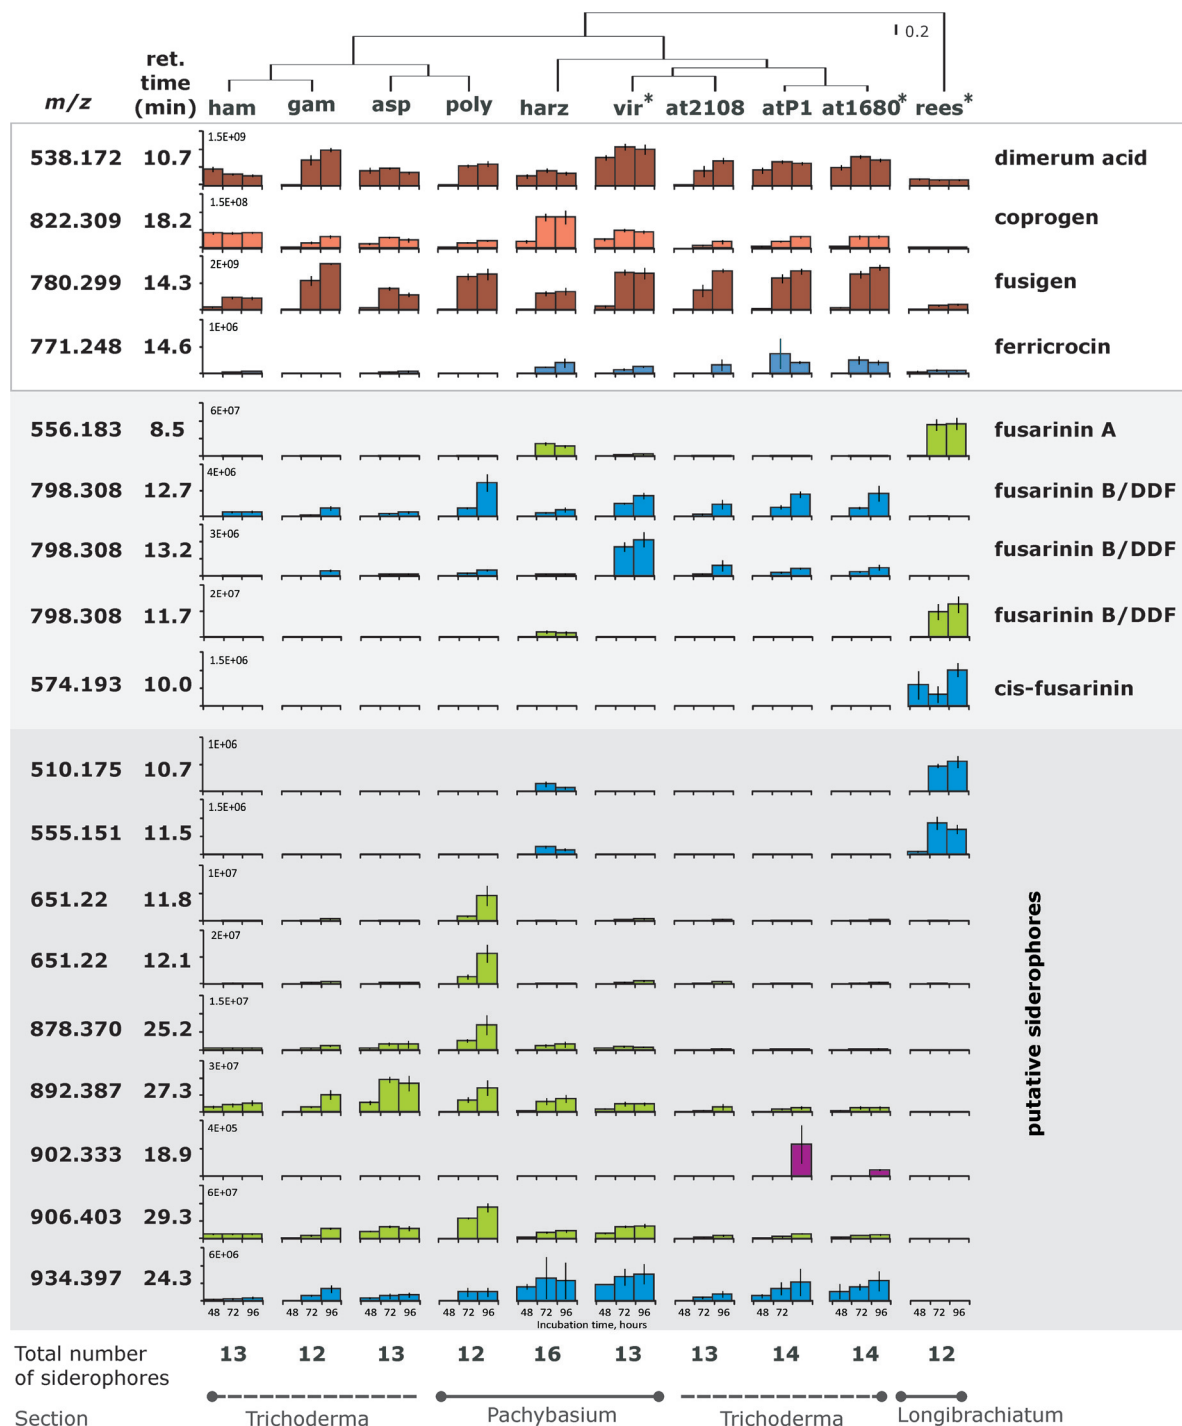 0.2
ret.
time
m/z (min) ham gam asp poly harz vir* at2108 atP1 at1680* rees*
1.5E+09
538.172 10.7 dimerum acid
1.5E+08
822.309 18.2 coprogen
2E+09
780.299 14.3 fusigen
1E+06
771.248 14.6 ferricrocin
6E+07
556.183 8.5 fusarinin A
4E+06
798.308 12.7 fusarinin B/DDF
3E+06
798.308 13.2 fusarinin B/DDF
2E+07
798.308 11.7 fusarinin B/DDF
1.5E+06
574.193 10.0 cis-fusarinin
1E+06
510.175 10.7
1.5E+06
555.151 11.5
1E+07
651.22 11.8
2E+07
651.22 12.1
1.5E+07
878.370 25.2
3E+07
892.387 27.3
4E+05
902.333 18.9
6E+07
906.403 29.3
6E+06
934.397 24.3
putative siderophores
48 72 96 48 72 96 48 72 96 48 72 96 48 72 96 48 72 96 48 72 96 48 72 48 72 96 48 72 96
Incubation time, hours
Total number 13 12 13 12 16 13 13 14 14 12
of siderophores
Section Trichoderma Pachybasium Trichoderma Longibrachiatum